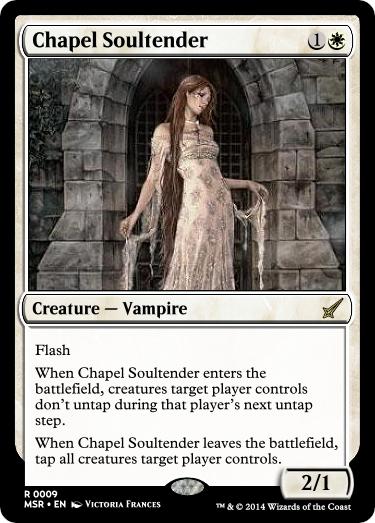 Chapel Soultender 1
Creature — Vampire
Flash
When Chapel Soultender enters the
battlefield, creatures target player controls
don't untap during that player's next untap
step.
When Chapel Soultender leaves the battlefield,
tap all creatures target player controls.
2/1
R 0009
MSR • EN Victoria Frances
™ & © 2014 Wizards of the Coast